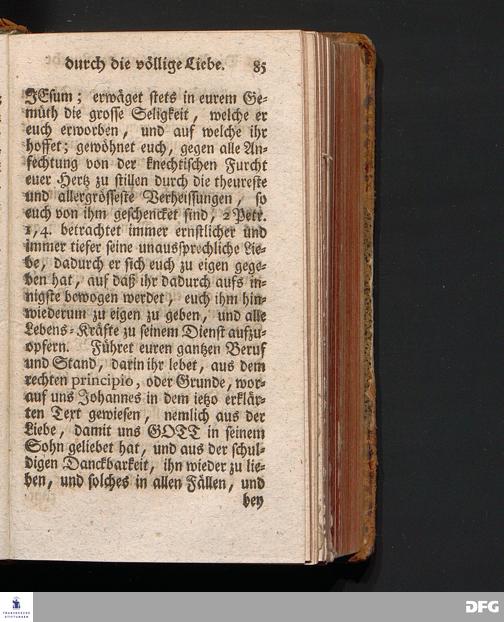 durch die völlige Liebe. 85
JEsum; erwäget stets in eurem Ge-
müth die grosse Seligkeit, welche er
euch erworben, und auf welche ihr
hoffet; gewöhnet euch, gegen alle An-
fechtung von der knechtischen Furcht
euer Hertz zu stillen durch die theureste
und allergrösseste Verheissungen, so
euch von ihm geschencket sind, 2 Petr.
1, 4. betrachtet immer ernstlicher und
immer tiefer seine unaussprechliche Lie-
be, dadurch er sich euch zu eigen gege-
ben hat, auf daß ihr dadurch aufs in-
nigste bewogen werdet, euch ihm hin-
wiederum zu eigen zu geben, und alle
Lebens-Kräfte zu seinem Dienst aufzu-
opfern. Führet euren gantzen Beruf
und Stand, darin ihr lebet, aus dem
rechten principio, oder Grunde, wor-
auf uns Johannes in dem ietzo erklär-
ten Text gewiesen, nemlich aus der
Liebe, damit uns GOTT in seinem
Sohn geliebet hat, und aus der schul-
digen Danckbarkeit, ihn wieder zu lie-
ben, und solches in allen Fällen, und
bey
FRANCKESCHE
STIFTUNGEN
DFG